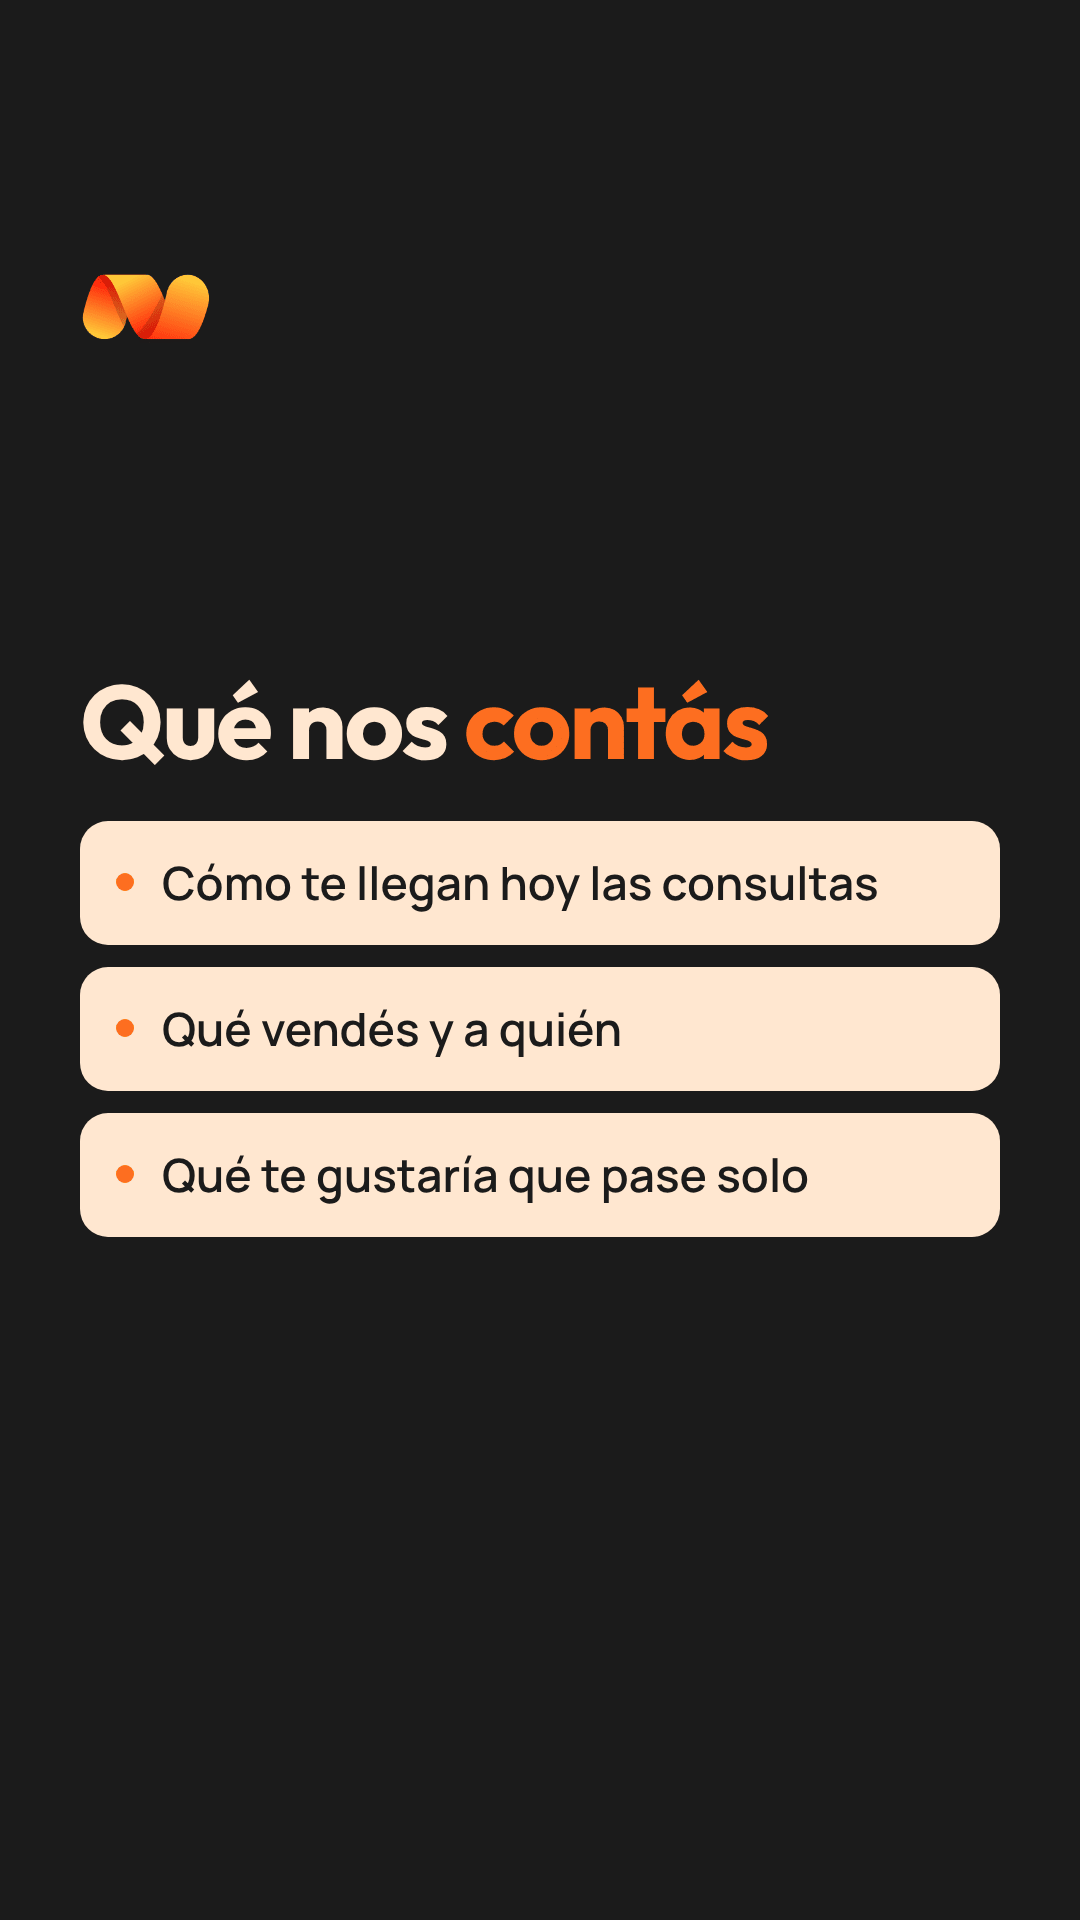 Qué nos contás
Cómo te llegan hoy las consultas
Qué vendés y a quién
Qué te gustaría que pase solo